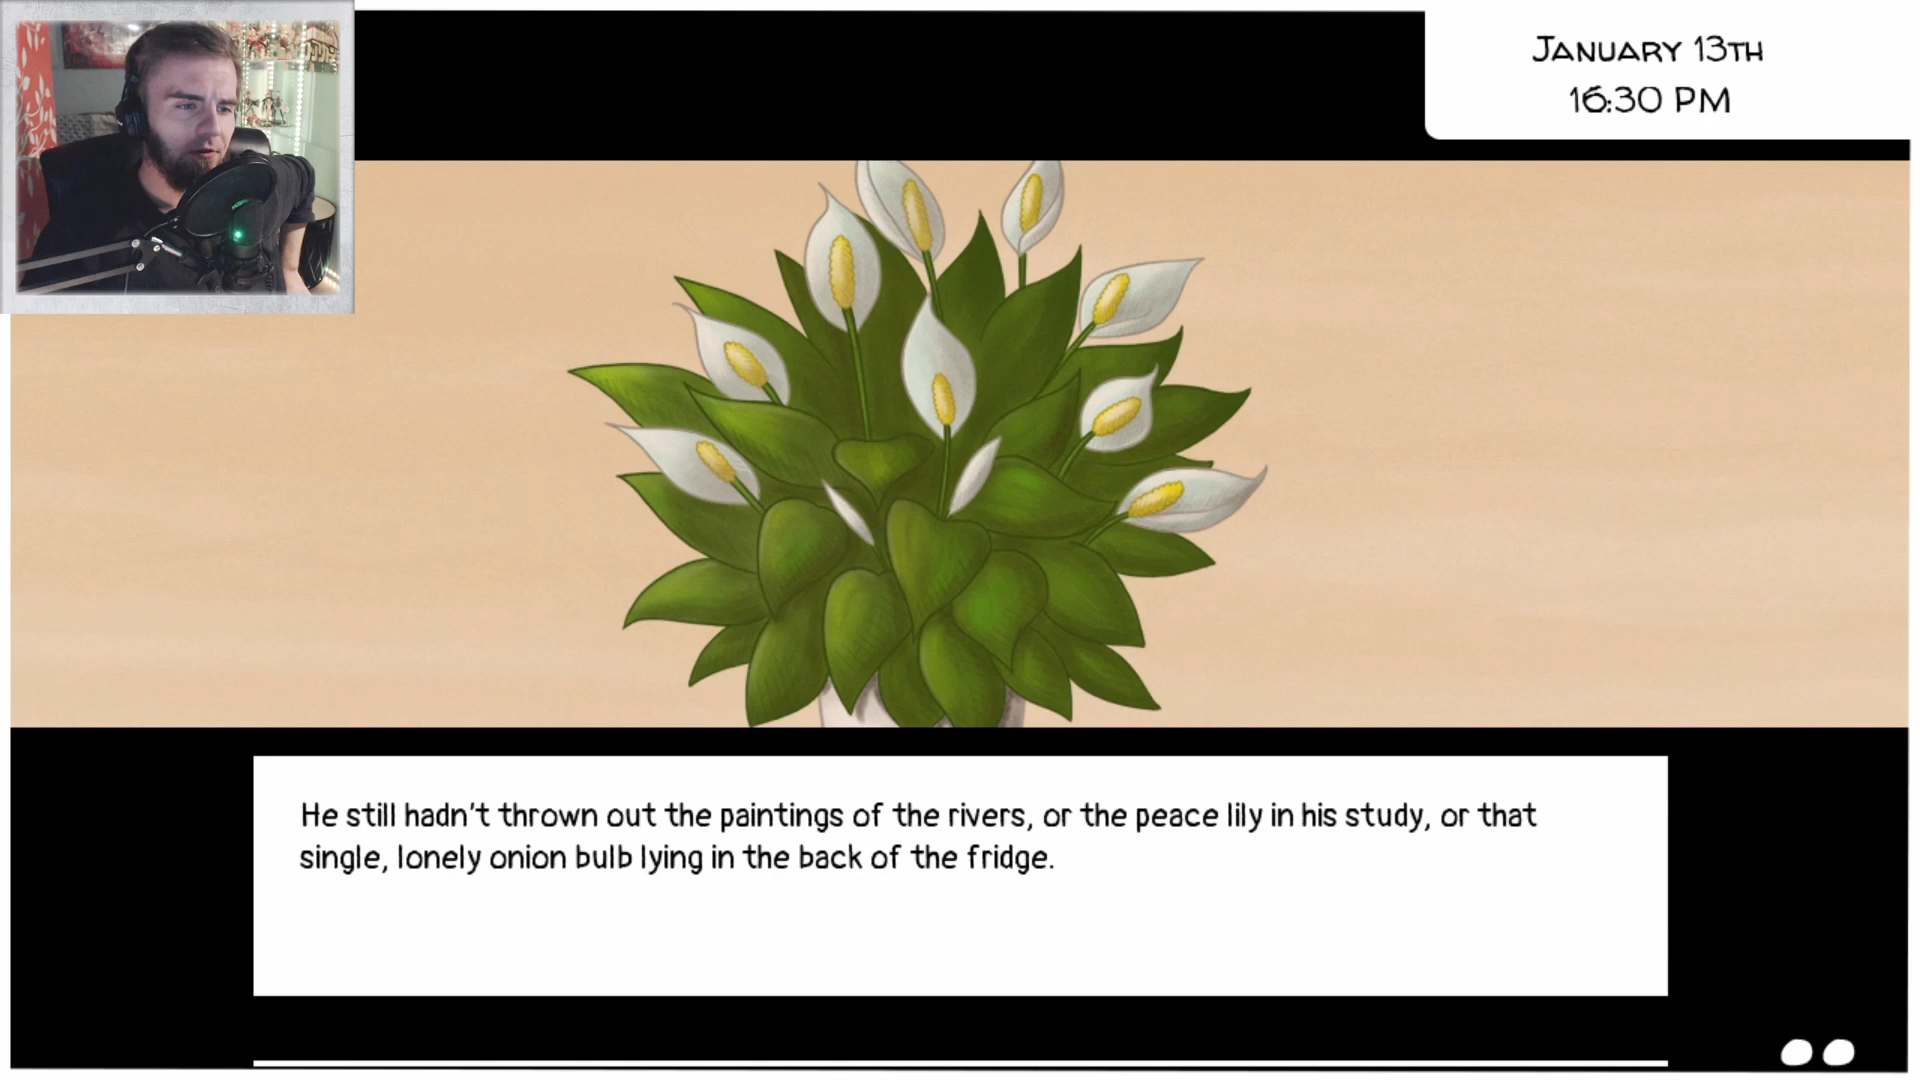 January 13th
16:30 PM
He still hadn't thrown out the paintings of the rivers, or the peace lily in his study, or that
single, lonely onion bulb lying in the back of the fridge.